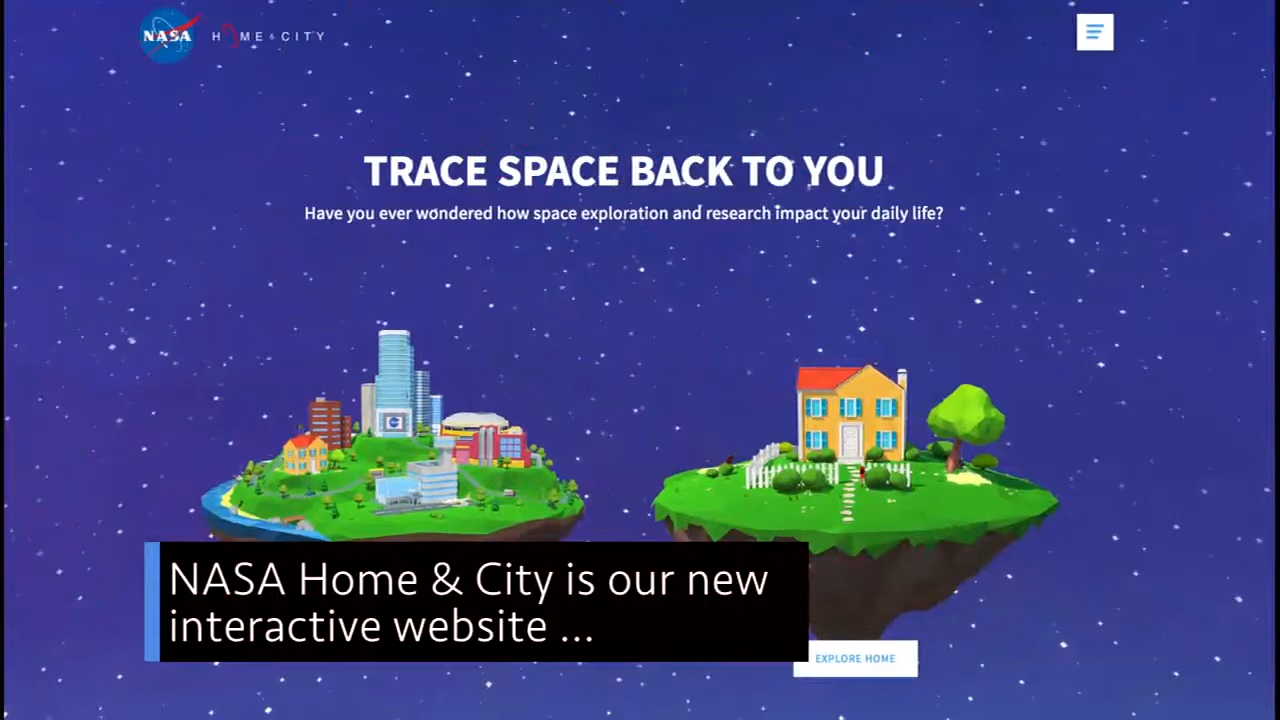 NASA HOME & CITY
TRACE SPACE BACK TO YOU
Have you ever wondered how space exploration and research impact your daily life?
NASA Home & City is our new
interactive website ...
EXPLORE HOME